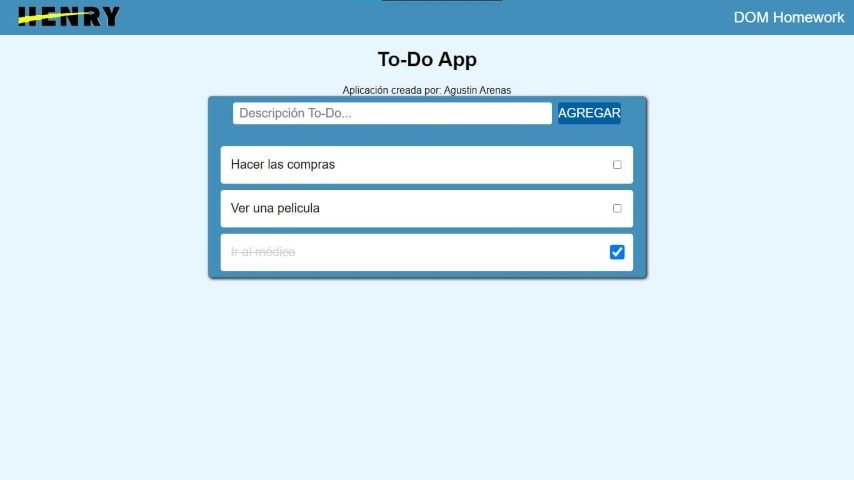 HENRY
DOM Homework
To-Do App
Aplicación creada por: Agustin Arenas
Descripción To-Do...
AGREGAR
Hacer las compras
Ver una pelicula
Ir al módico